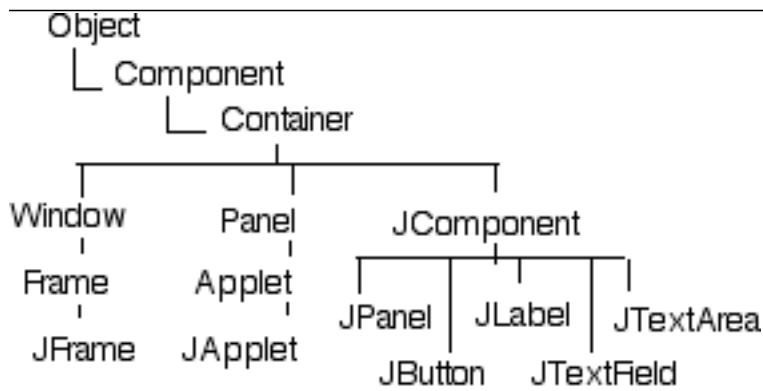 Object
Component
Container
Window Panel JComponent
Frame Applet JPanel JLabel JTextArea
JFrame JApplet JButton JTextField